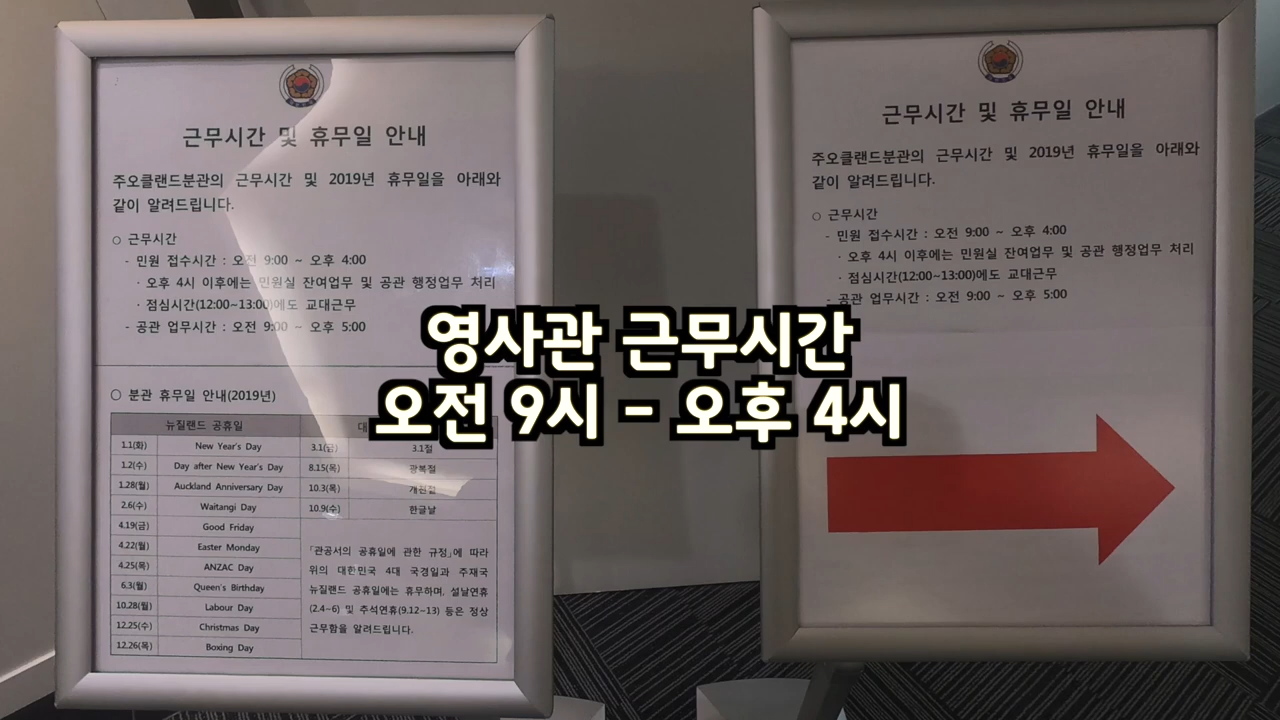 근무시간 및 휴무일 안내
주오클랜드분관의 근무시간 및 2019년 휴무일을 아래와
같이 알려드립니다.
○ 근무시간
- 민원 접수시간 : 오전 9:00 ~ 오후 4:00
· 오후 4시 이후에는 민원실 잔여업무 및 공관 행정업무 처리
· 점심시간(12:00~13:00)에도 교대근무
- 공관 업무시간 : 오전 9:00 ~ 오후 5:00
○ 분관 휴무일 안내(2019년)
뉴질랜드 공휴일 대
1.1(화) New Year's Day 3.1(금) 3.1절
1.2(수) Day after New Year's Day 8.15(목) 광복절
1.28(월) Auckland Anniversary Day 10.3(목) 개천절
2.6(수) Waitangi Day 10.9(수) 한글날
4.19(금) Good Friday
4.22(월) Easter Monday
4.25(목) ANZAC Day
6.3(월) Queen's Birthday
10.28(월) Labour Day
12.25(수) Christmas Day
12.26(목) Boxing Day
「관공서의 공휴일에 관한 규정」에 따라
위의 대한민국 4대 국경일과 주재국
뉴질랜드 공휴일에는 휴무하며, 설날연휴
(2.4~6) 및 추석연휴(9.12~13) 등은 정상
근무함을 알려드립니다.
영사관 근무시간
오전 9시 - 오후 4시
근무시간 및 휴무일 안내
주오클랜드분관의 근무시간 및 2019년 휴무일을 아래와
같이 알려드립니다.
○ 근무시간
- 민원 접수시간 : 오전 9:00 ~ 오후 4:00
· 오후 4시 이후에는 민원실 잔여업무 및 공관 행정업무 처리
· 점심시간(12:00~13:00)에도 교대근무
- 공관 업무시간 : 오전 9:00 ~ 오후 5:00